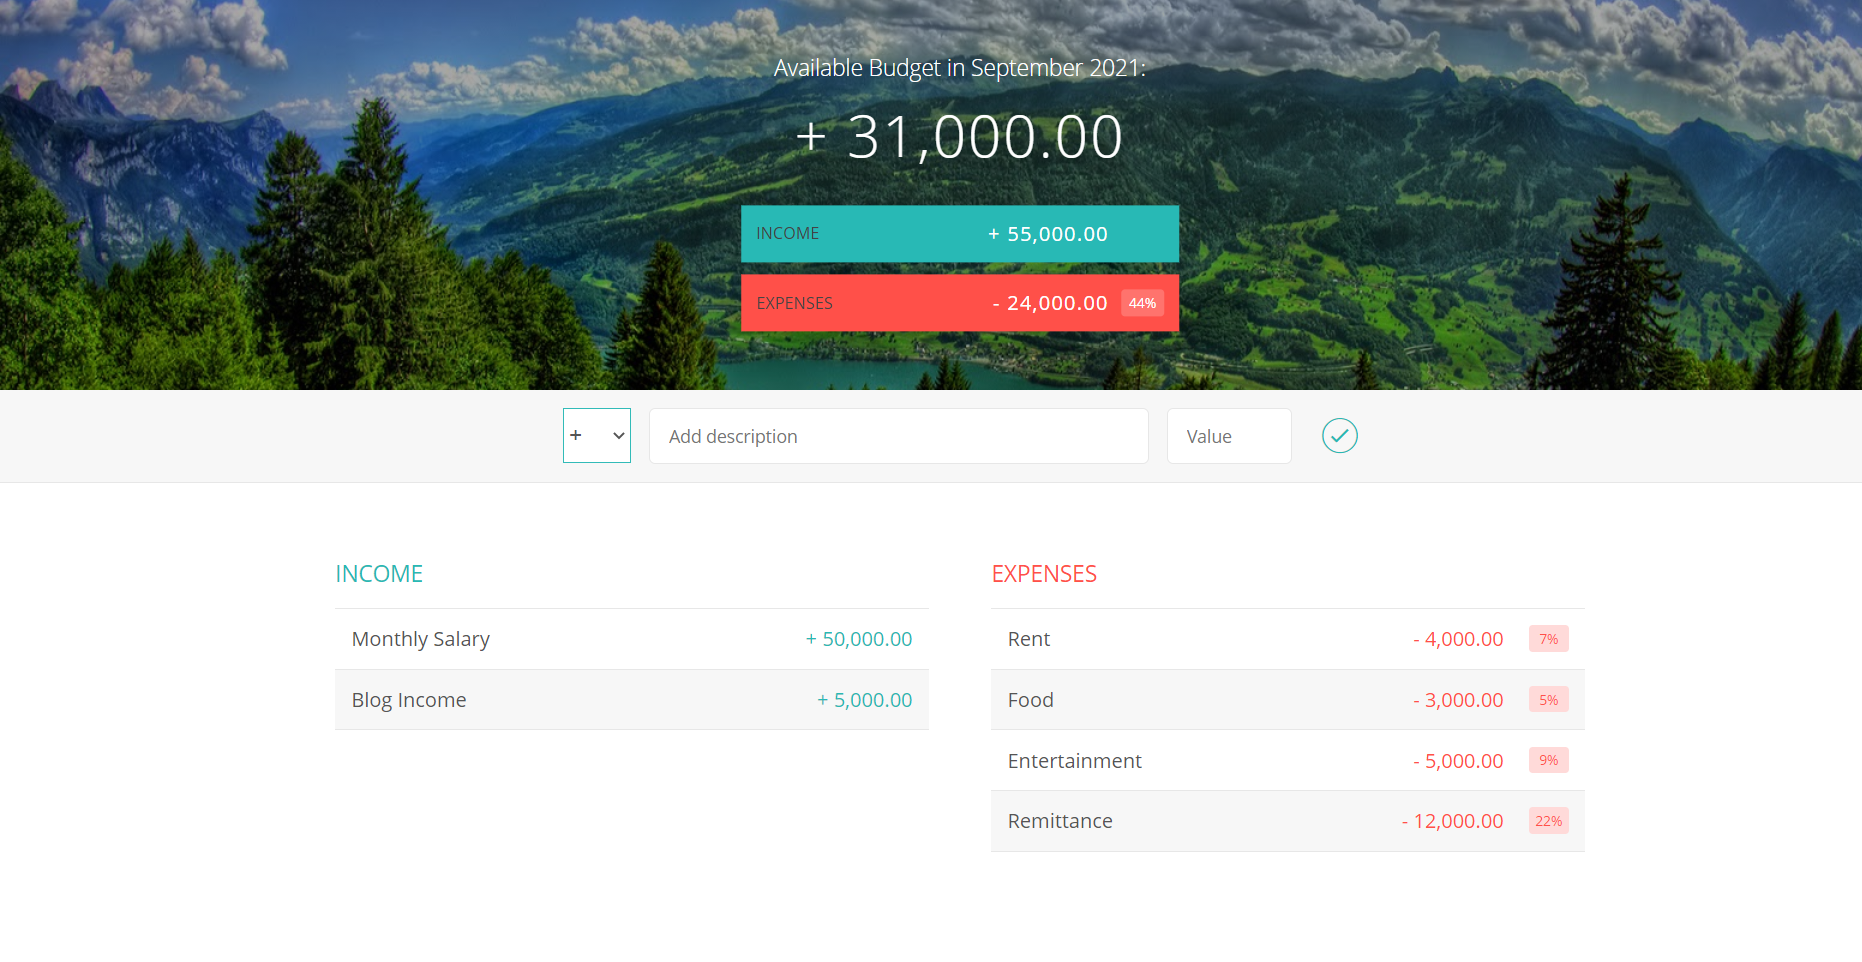 Available Budget in September 2021:
+ 31,000.00
INCOME + 55,000.00
EXPENSES - 24,000.00 44%
+ Add description Value
INCOME
Monthly Salary + 50,000.00
Blog Income + 5,000.00
EXPENSES
Rent - 4,000.00 7%
Food - 3,000.00 5%
Entertainment - 5,000.00 9%
Remittance - 12,000.00 22%